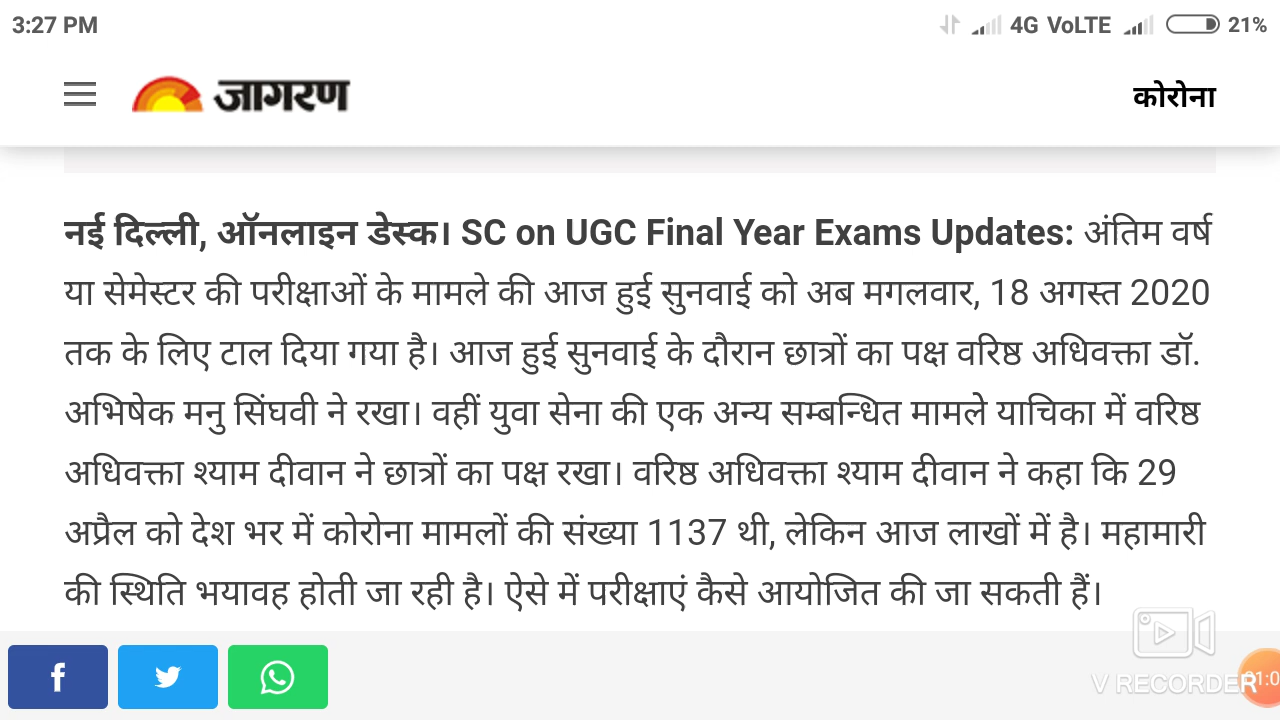 3:27 PM
4G VoLTE 21%
जागरण
कोरोना
नई दिल्ली, ऑनलाइन डेस्क। SC on UGC Final Year Exams Updates: अंतिम वर्ष
या सेमेस्टर की परीक्षाओं के मामले की आज हुई सुनवाई को अब मगलवार, 18 अगस्त 2020
तक के लिए टाल दिया गया है। आज हुई सुनवाई के दौरान छात्रों का पक्ष वरिष्ठ अधिवक्ता डॉ.
अभिषेक मनु सिंघवी ने रखा। वहीं युवा सेना की एक अन्य सम्बन्धित मामले याचिका में वरिष्ठ
अधिवक्ता श्याम दीवान ने छात्रों का पक्ष रखा। वरिष्ठ अधिवक्ता श्याम दीवान ने कहा कि 29
अप्रैल को देश भर में कोरोना मामलों की संख्या 1137 थी, लेकिन आज लाखों में है। महामारी
की स्थिति भयावह होती जा रही है। ऐसे में परीक्षाएं कैसे आयोजित की जा सकती हैं।
V RECORDER